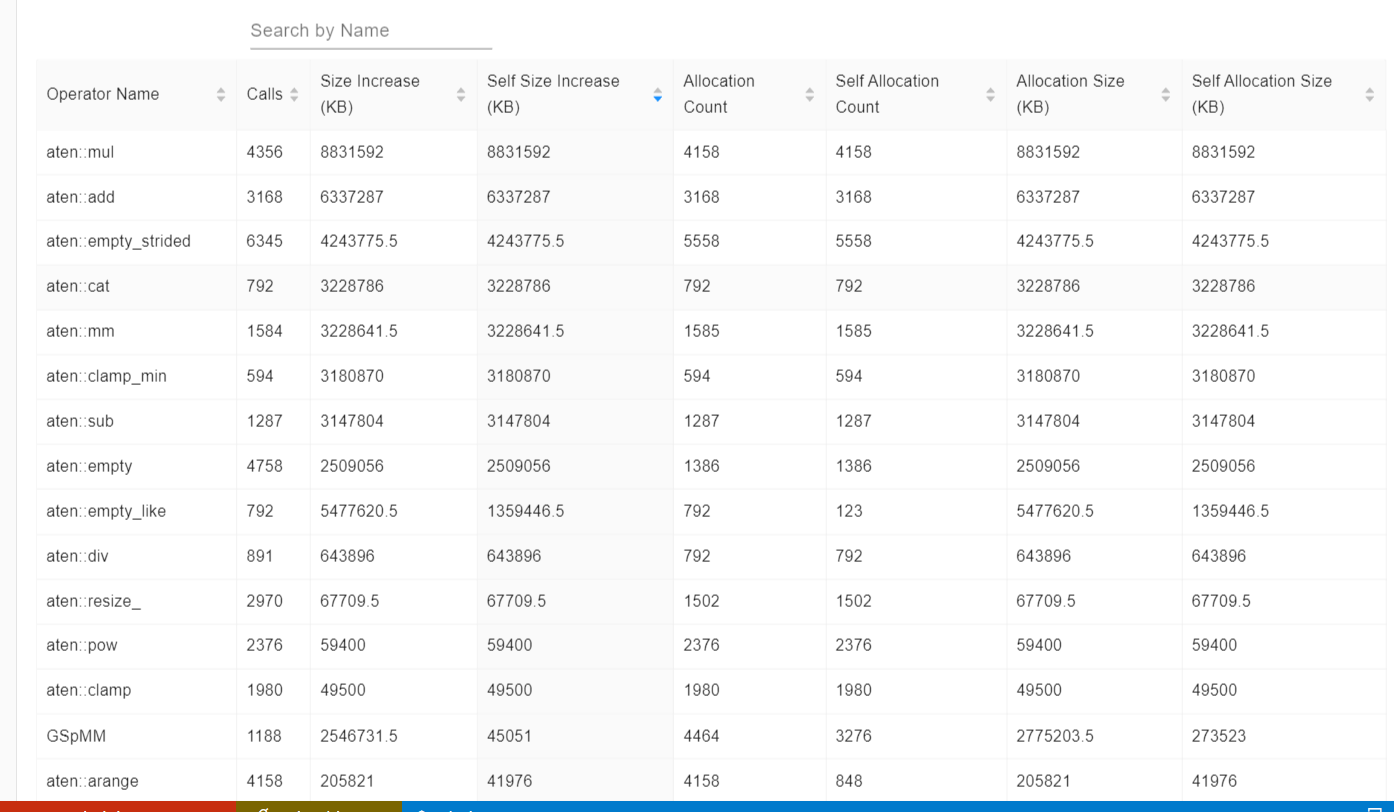 Search by Name
Operator Name Calls Size Increase (KB) Self Size Increase (KB) Allocation Count Self Allocation Count Allocation Size (KB) Self Allocation Size (KB)
aten::mul 4356 8831592 8831592 4158 4158 8831592 8831592
aten::add 3168 6337287 6337287 3168 3168 6337287 6337287
aten::empty_strided 6345 4243775.5 4243775.5 5558 5558 4243775.5 4243775.5
aten::cat 792 3228786 3228786 792 792 3228786 3228786
aten::mm 1584 3228641.5 3228641.5 1585 1585 3228641.5 3228641.5
aten::clamp_min 594 3180870 3180870 594 594 3180870 3180870
aten::sub 1287 3147804 3147804 1287 1287 3147804 3147804
aten::empty 4758 2509056 2509056 1386 1386 2509056 2509056
aten::empty_like 792 5477620.5 1359446.5 792 123 5477620.5 1359446.5
aten::div 891 643896 643896 792 792 643896 643896
aten::resize_ 2970 67709.5 67709.5 1502 1502 67709.5 67709.5
aten::pow 2376 59400 59400 2376 2376 59400 59400
aten::clamp 1980 49500 49500 1980 1980 49500 49500
GSpMM 1188 2546731.5 45051 4464 3276 2775203.5 273523
aten::arange 4158 205821 41976 4158 848 205821 41976